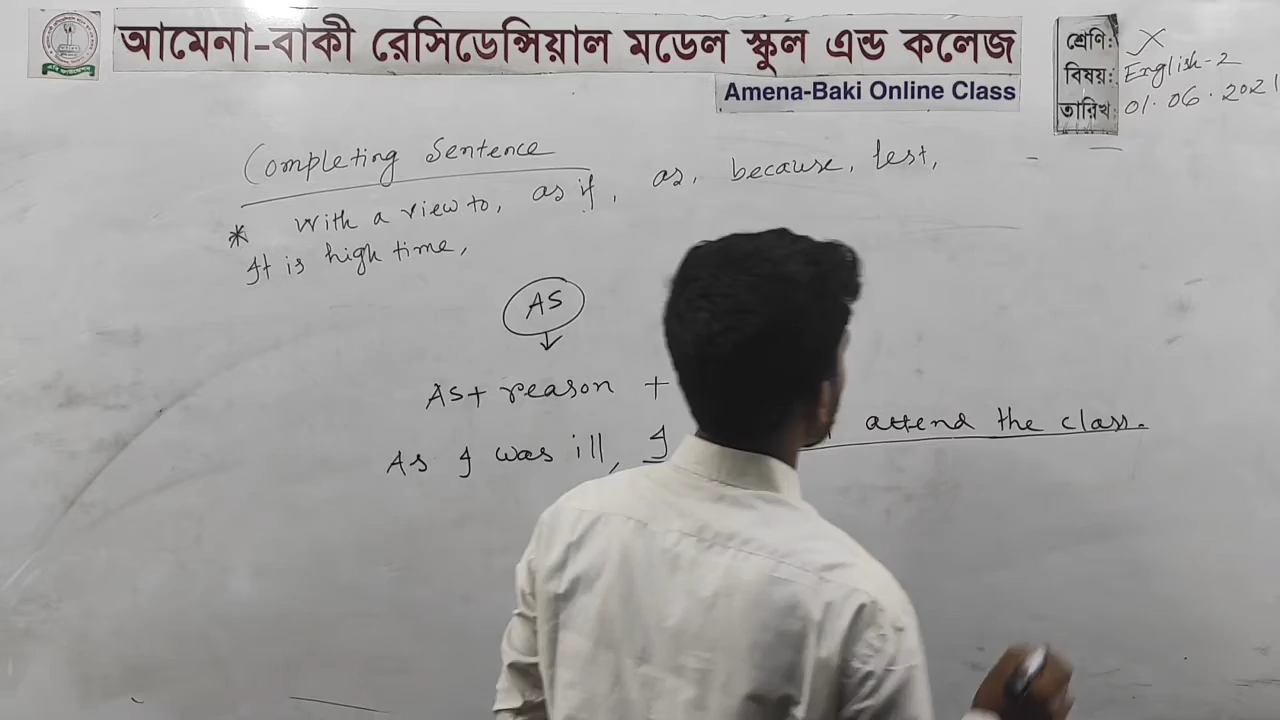 আমেনা-বাকী রেসিডেন্সিয়াল মডেল স্কুল এন্ড কলেজ
Amena-Baki Online Class
শ্রেণি: X
বিষয়: English-2
তারিখ: 01.06.2021
Completing Sentence
* With a view to, as if, as, because, lest,
It is high time,
AS
As + reason +
As I was ill, I attend the class.